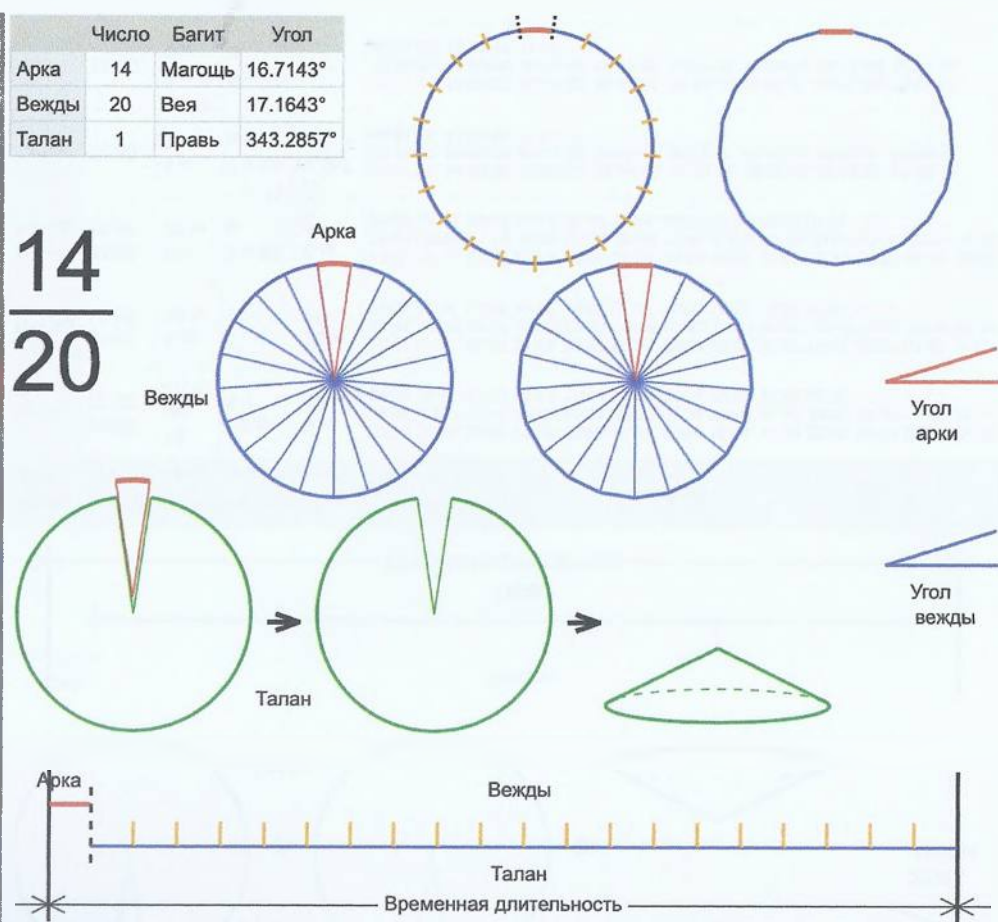 Число Багит Угол
Арка 14 Магощь 16.7143°
Вежды 20 Вея 17.1643°
Талан 1 Правь 343.2857°
14
20
Арка
Вежды
Угол
арки
Угол
вежды
Талан
Арка
Вежды
Талан
Временная длительность